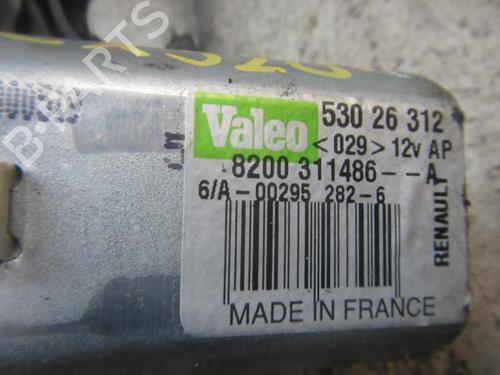 Valeo 530 26 312
<029> 12v AP
8200 311486--A
6/A-00295 282-6
RENAULT
MADE IN FRANCE